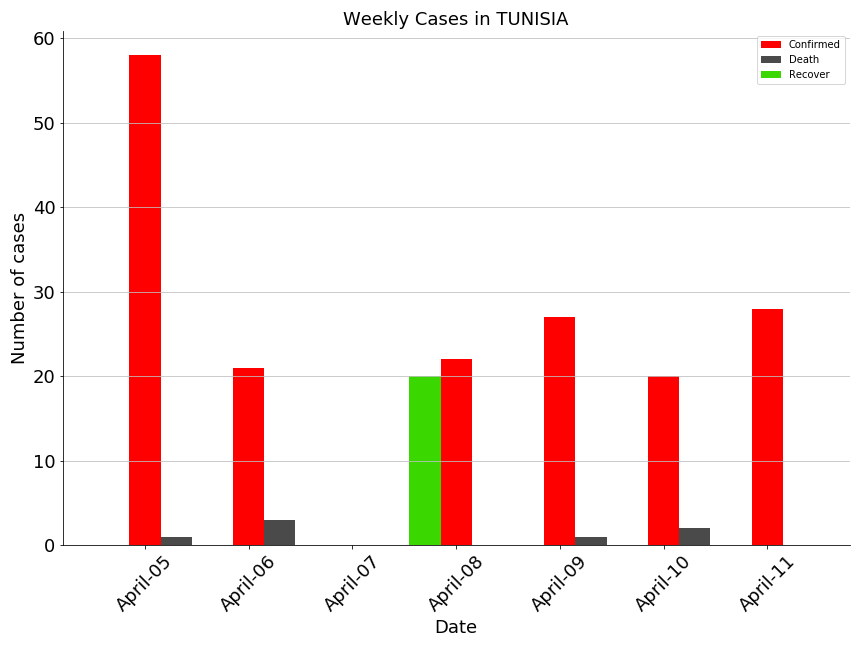 Weekly Cases in TUNISIA
Confirmed
Death
Recover
Number of cases
60
50
40
30
20
10
0
April-05
April-06
April-07
April-08
April-09
April-10
April-11
Date